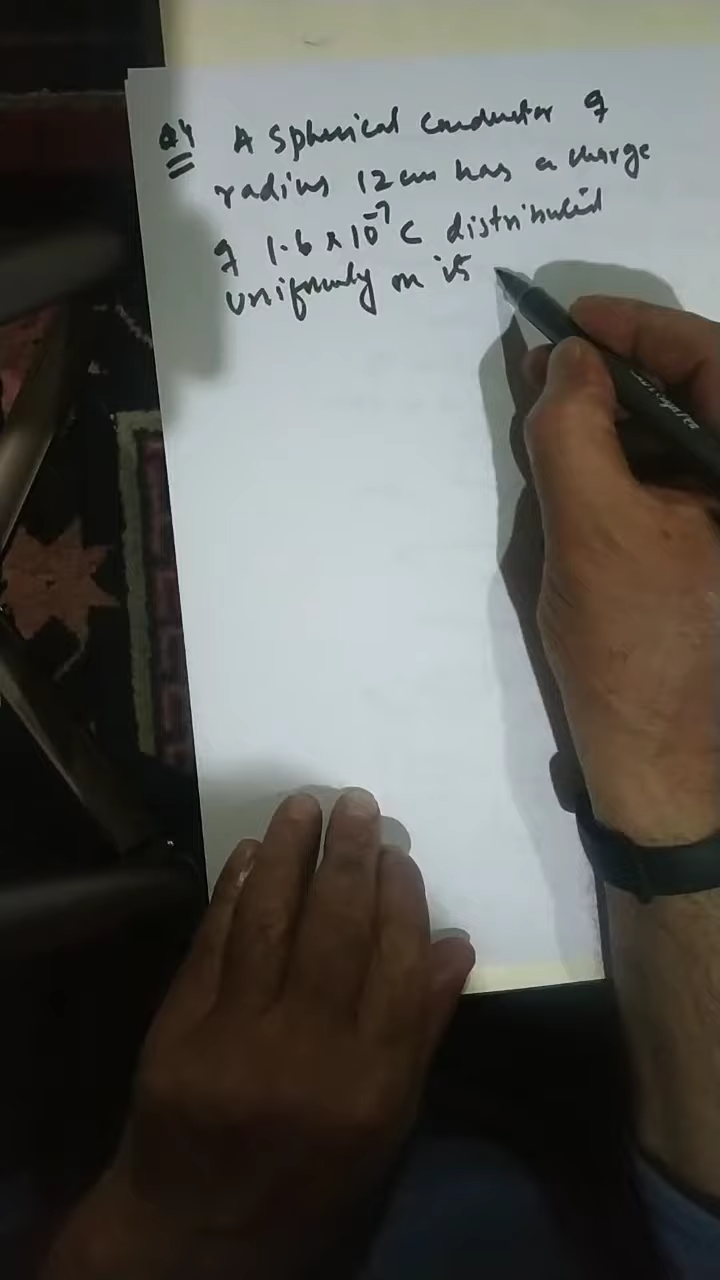 Q4 A Spherical conductor of
radius 12 cm has a charge
of 1.6 x 10⁻⁷ C distributed
uniformly on its